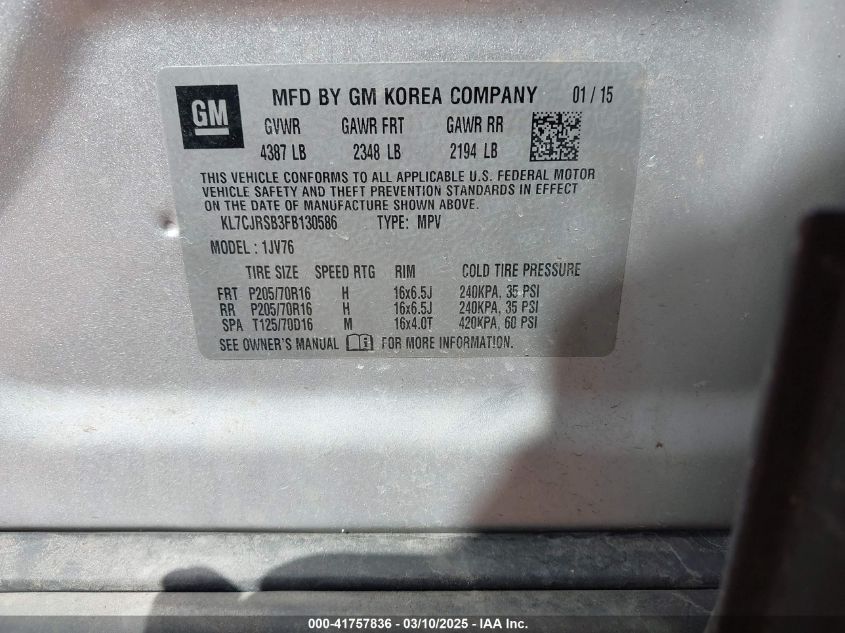 GM
MFD BY GM KOREA COMPANY 01 / 15
GVWR GAWR FRT GAWR RR
4387 LB 2348 LB 2194 LB
THIS VEHICLE CONFORMS TO ALL APPLICABLE U.S. FEDERAL MOTOR
VEHICLE SAFETY AND THEFT PREVENTION STANDARDS IN EFFECT
ON THE DATE OF MANUFACTURE SHOWN ABOVE.
KL7CJRSB3FB130586 TYPE: MPV
MODEL : 1JV76
TIRE SIZE SPEED RTG RIM COLD TIRE PRESSURE
FRT P205/70R16 H 16x6.5J 240KPA, 35 PSI
RR P205/70R16 H 16x6.5J 240KPA, 35 PSI
SPA T125/70D16 M 16x4.0T 420KPA, 60 PSI
SEE OWNER'S MANUAL FOR MORE INFORMATION.
000-41757836 - 03/10/2025 - IAA Inc.